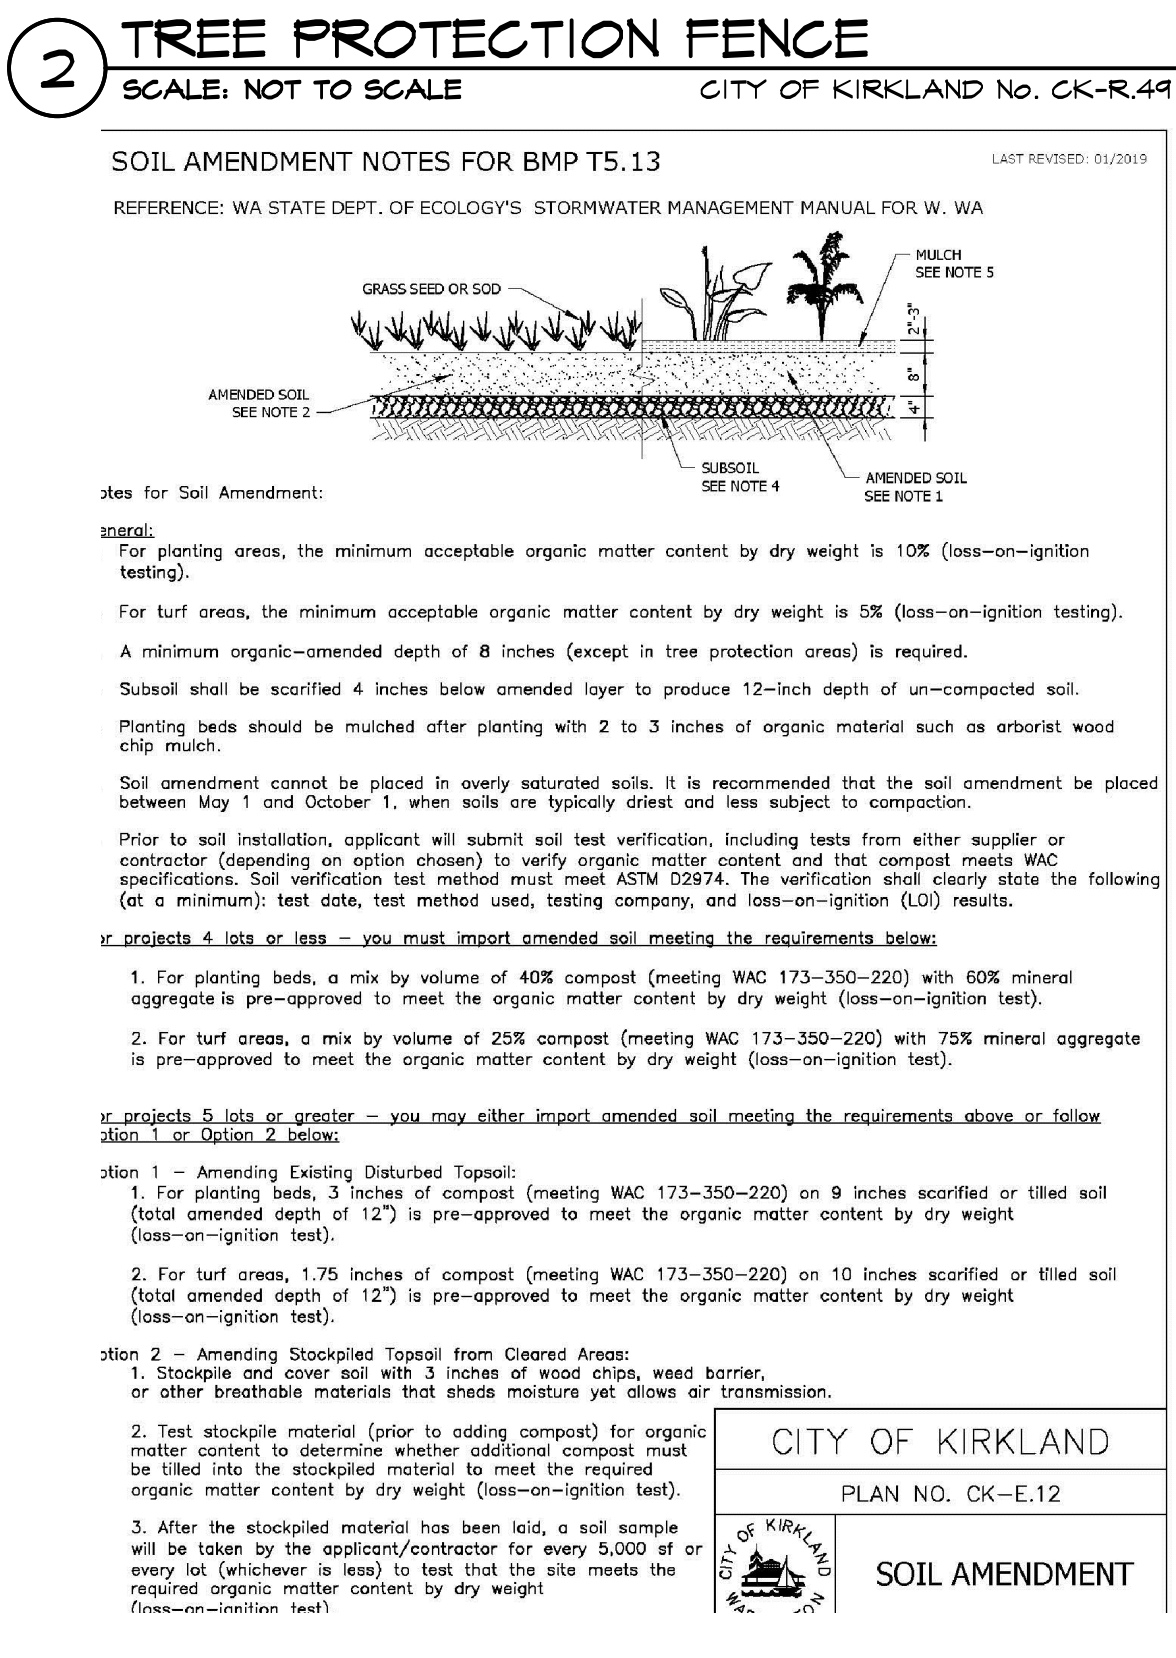 2
TREE PROTECTION FENCE
SCALE: NOT TO SCALE
CITY OF KIRKLAND No. CK-R.49
SOIL AMENDMENT NOTES FOR BMP T5.13
LAST REVISED: 01/2019
REFERENCE: WA STATE DEPT. OF ECOLOGY'S STORMWATER MANAGEMENT MANUAL FOR W. WA
MULCH
SEE NOTE 5
GRASS SEED OR SOD
2"-3"
8"
4"
AMENDED SOIL
SEE NOTE 2
SUBSOIL
SEE NOTE 4
AMENDED SOIL
SEE NOTE 1
otes for Soil Amendment:
eneral:
For planting areas, the minimum acceptable organic matter content by dry weight is 10% (loss-on-ignition
testing).
For turf areas, the minimum acceptable organic matter content by dry weight is 5% (loss-on-ignition testing).
A minimum organic-amended depth of 8 inches (except in tree protection areas) is required.
Subsoil shall be scarified 4 inches below amended layer to produce 12-inch depth of un-compacted soil.
Planting beds should be mulched after planting with 2 to 3 inches of organic material such as arborist wood
chip mulch.
Soil amendment cannot be placed in overly saturated soils. It is recommended that the soil amendment be placed
between May 1 and October 1, when soils are typically driest and less subject to compaction.
Prior to soil installation, applicant will submit soil test verification, including tests from either supplier or
contractor (depending on option chosen) to verify organic matter content and that compost meets WAC
specifications. Soil verification test method must meet ASTM D2974. The verification shall clearly state the following
(at a minimum): test date, test method used, testing company, and loss-on-ignition (LOI) results.
or projects 4 lots or less - you must import amended soil meeting the requirements below:
1. For planting beds, a mix by volume of 40% compost (meeting WAC 173-350-220) with 60% mineral
aggregate is pre-approved to meet the organic matter content by dry weight (loss-on-ignition test).
2. For turf areas, a mix by volume of 25% compost (meeting WAC 173-350-220) with 75% mineral aggregate
is pre-approved to meet the organic matter content by dry weight (loss-on-ignition test).
or projects 5 lots or greater - you may either import amended soil meeting the requirements above or follow
ption 1 or Option 2 below:
ption 1 - Amending Existing Disturbed Topsoil:
1. For planting beds, 3 inches of compost (meeting WAC 173-350-220) on 9 inches scarified or tilled soil
(total amended depth of 12") is pre-approved to meet the organic matter content by dry weight
(loss-on-ignition test).
2. For turf areas, 1.75 inches of compost (meeting WAC 173-350-220) on 10 inches scarified or tilled soil
(total amended depth of 12") is pre-approved to meet the organic matter content by dry weight
(loss-on-ignition test).
ption 2 - Amending Stockpiled Topsoil from Cleared Areas:
1. Stockpile and cover soil with 3 inches of wood chips, weed barrier,
or other breathable materials that sheds moisture yet allows air transmission.
2. Test stockpile material (prior to adding compost) for organic
matter content to determine whether additional compost must
be tilled into the stockpiled material to meet the required
organic matter content by dry weight (loss-on-ignition test).
3. After the stockpiled material has been laid, a soil sample
will be taken by the applicant/contractor for every 5,000 sf or
every lot (whichever is less) to test that the site meets the
required organic matter content by dry weight
(loss-on-ignition test)
CITY OF KIRKLAND
PLAN NO. CK-E.12
CITY OF KIRKLAND
SOIL AMENDMENT